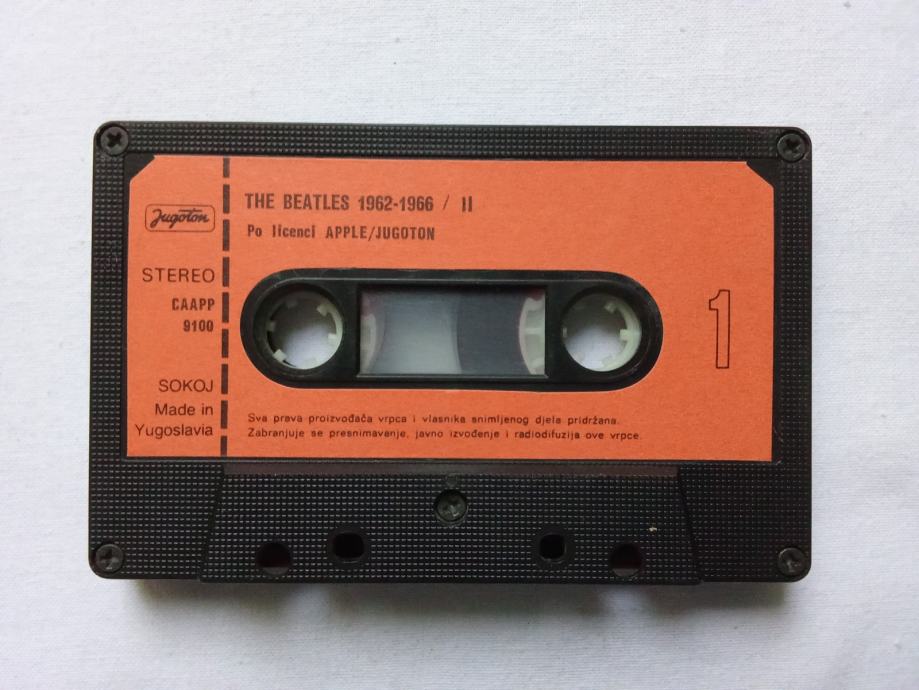 Jugoton
STEREO
CAAPP
9100
SOKOJ
Made in
Yugoslavia
THE BEATLES 1962-1966 / II
Po licenci APPLE/JUGOTON
1
Sva prava proizvođača vrpca i vlasnika snimljenog djela pridržana.
Zabranjuje se presnimavanje, javno izvođenje i radiodifuzija ove vrpce.